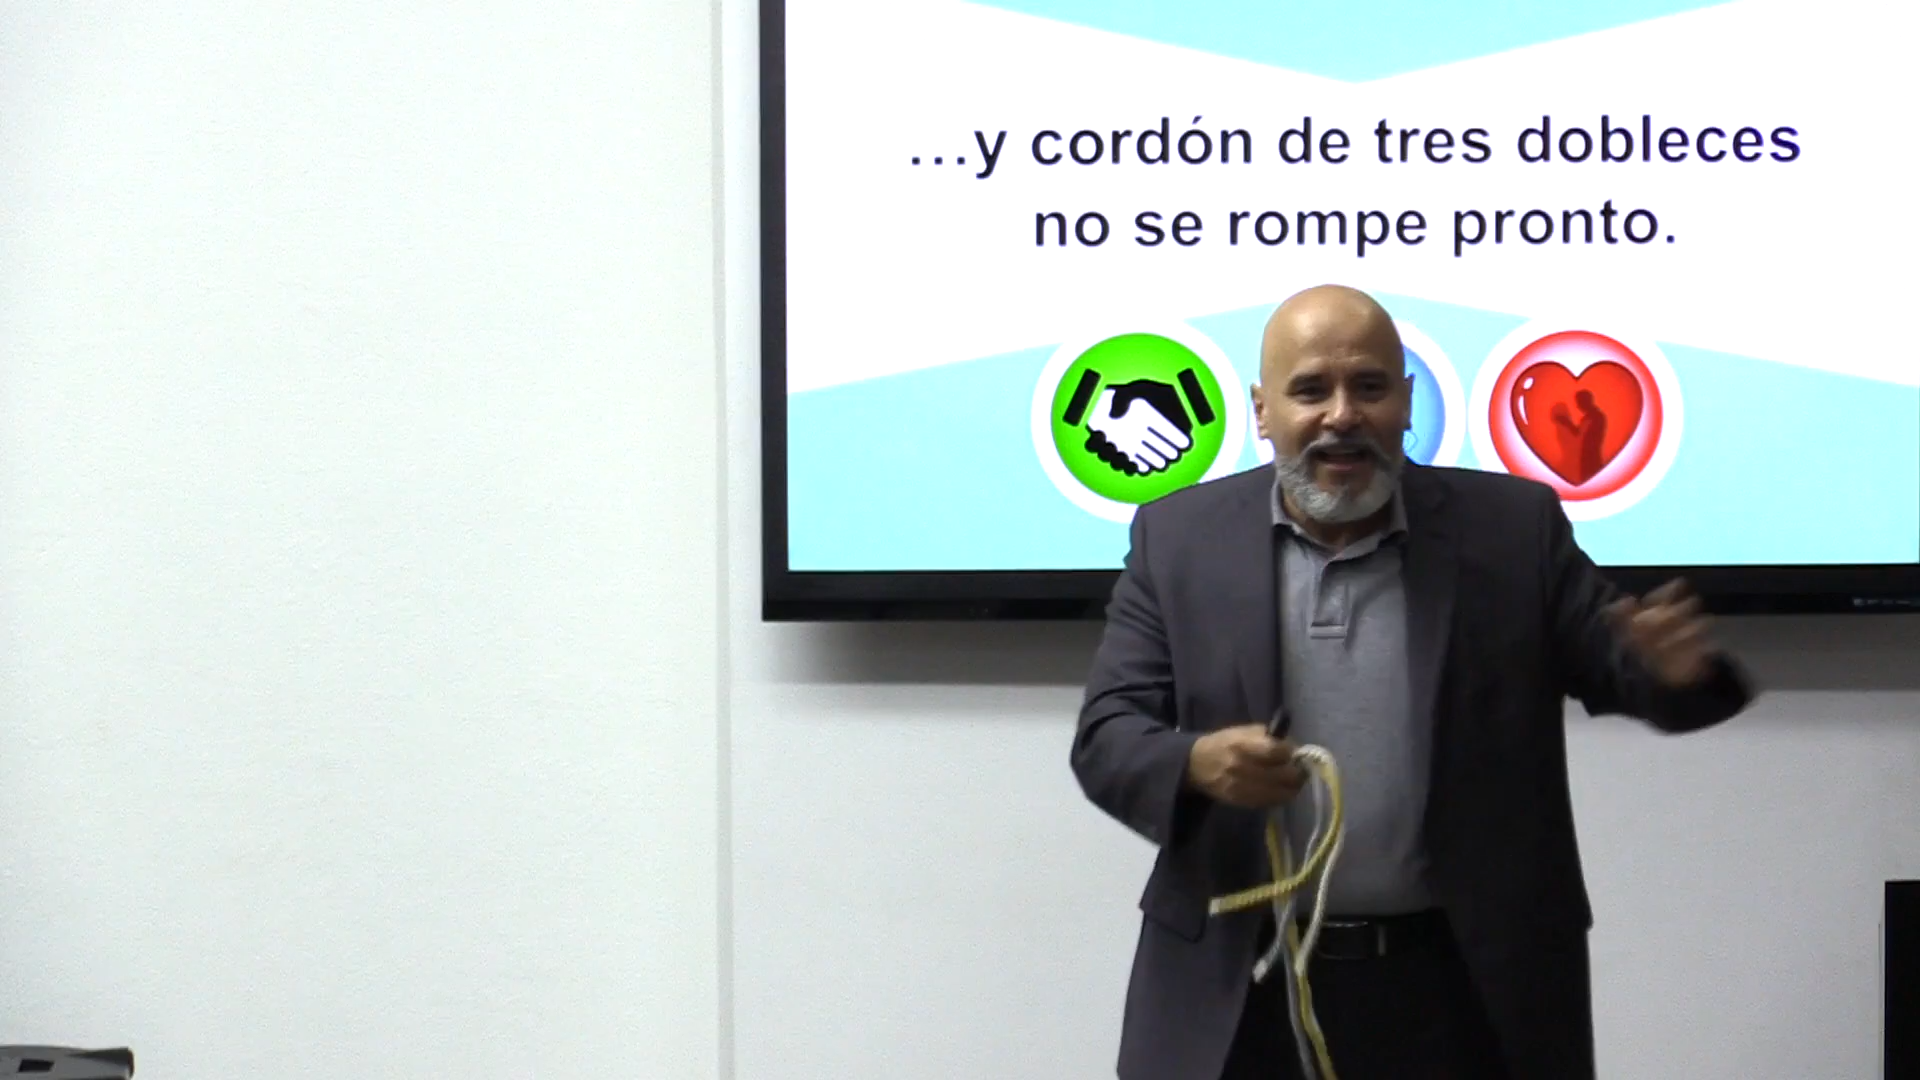 ...y cordón de tres dobleces
no se rompe pronto.